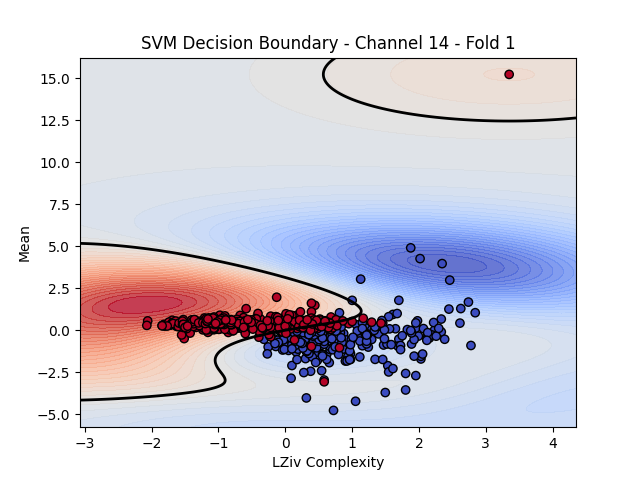 SVM Decision Boundary - Channel 14 - Fold 1
15.0
12.5
10.0
7.5
5.0
2.5
0.0
−2.5
−5.0
Mean
−3 −2 −1 0 1 2 3 4
LZiv Complexity